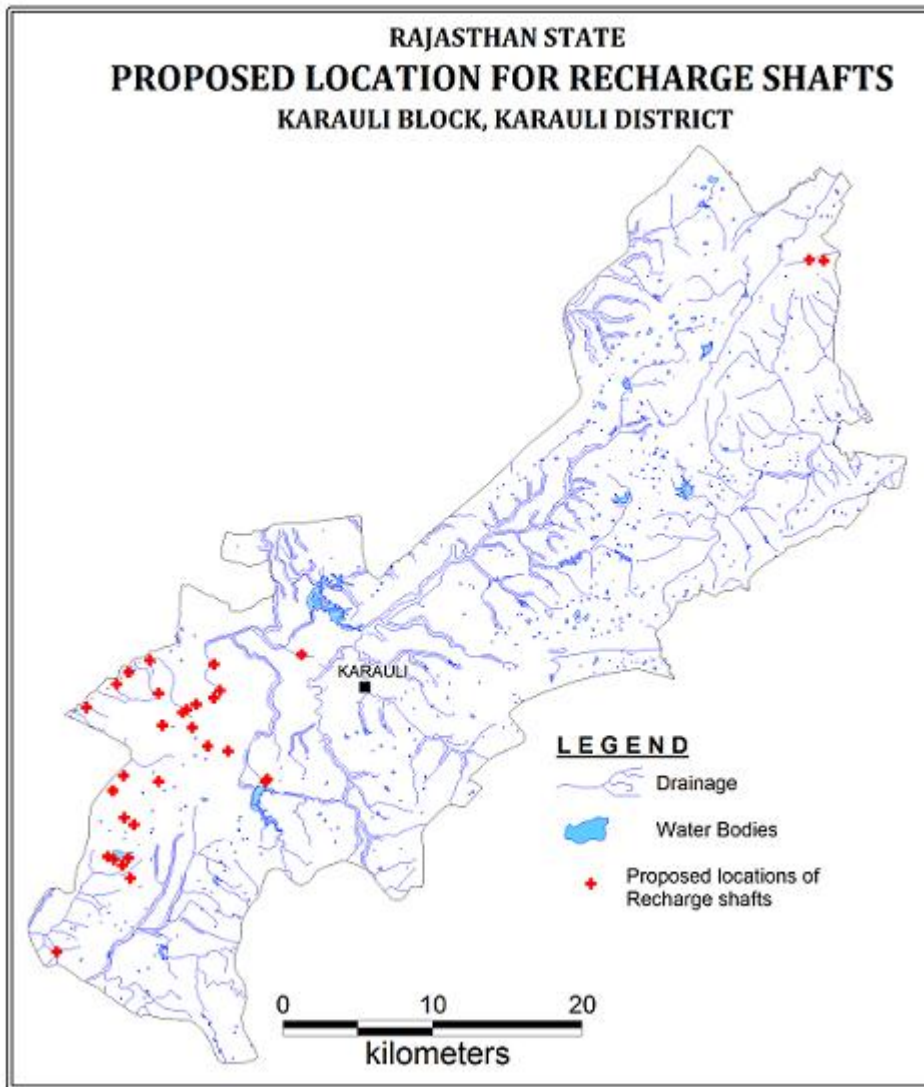 RAJASTHAN STATE
PROPOSED LOCATION FOR RECHARGE SHAFTS
KARAULI BLOCK, KARAULI DISTRICT
KARAULI
LEGEND
Drainage
Water Bodies
Proposed locations of
Recharge shafts
0 10 20
kilometers